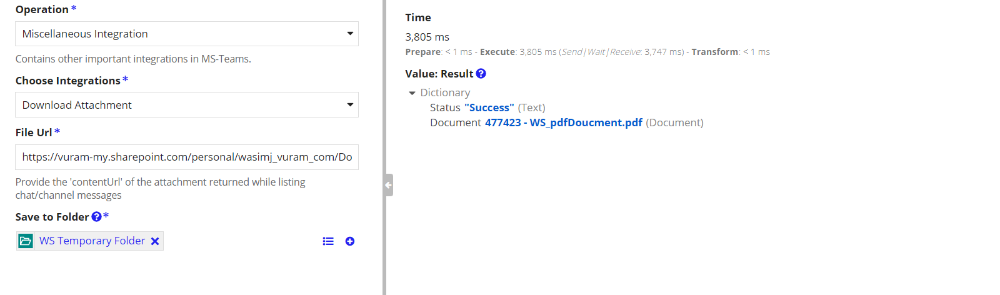 Operation *
Miscellaneous Integration
Contains other important integrations in MS-Teams.
Choose Integrations *
Download Attachment
File Url *
https://vuram-my.sharepoint.com/personal/wasimj_vuram_com/Do
Provide the 'contentUrl' of the attachment returned while listing
chat/channel messages
Save to Folder ? *
WS Temporary Folder
Time
3,805 ms
Prepare: < 1 ms - Execute: 3,805 ms (Send|Wait|Receive: 3,747 ms) - Transform: < 1 ms
Value: Result ?
Dictionary
Status "Success" (Text)
Document 477423 - WS_pdfDoucment.pdf (Document)